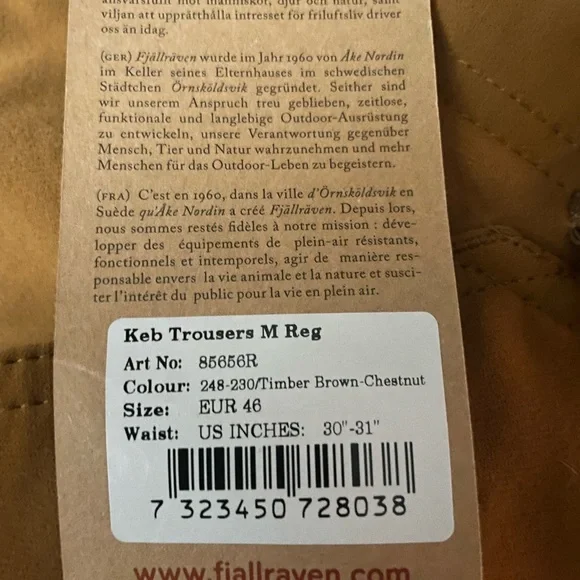 ansvarsfullt mot människor, djur och natur, samt
viljan att upprätthålla intresset för friluftsliv driver
oss än idag.
(GER) Fjällräven wurde im Jahr 1960 von Åke Nordin
im Keller seines Elternhauses im schwedischen
Städtchen Örnsköldsvik gegründet. Seither sind
wir unserem Anspruch treu geblieben, zeitlose,
funktionale und langlebige Outdoor-Ausrüstung
zu entwickeln, unsere Verantwortung gegenüber
Mensch, Tier und Natur wahrzunehmen und mehr
Menschen für das Outdoor-Leben zu begeistern.
(FRA) C'est en 1960, dans la ville d'Örnsköldsvik en
Suède qu'Åke Nordin a créé Fjällräven. Depuis lors,
nous sommes restés fidèles à notre mission : déve-
lopper des équipements de plein-air résistants,
fonctionnels et intemporels, agir de manière res-
ponsable envers la vie animale et la nature et susci-
ter l'intérêt du public pour la vie en plein air.
Keb Trousers M Reg
Art No: 85656R
Colour: 248-230/Timber Brown-Chestnut
Size: EUR 46
Waist: US INCHES: 30"-31"
7 323450 728038
www.fjallraven.com